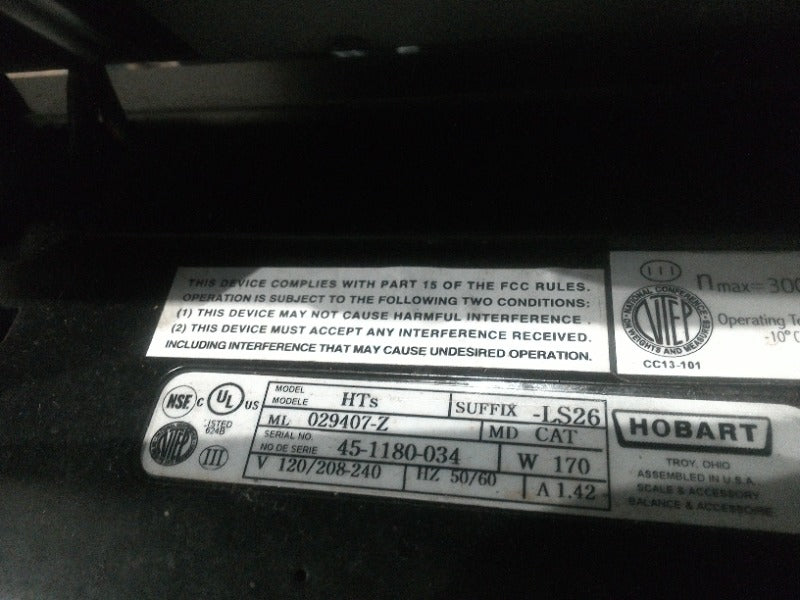 THIS DEVICE COMPLIES WITH PART 15 OF THE FCC RULES.
OPERATION IS SUBJECT TO THE FOLLOWING TWO CONDITIONS:
(1) THIS DEVICE MAY NOT CAUSE HARMFUL INTERFERENCE.
(2) THIS DEVICE MUST ACCEPT ANY INTERFERENCE RECEIVED.
INCLUDING INTERFERENCE THAT MAY CAUSE UNDESIRED OPERATION.
III
n max= 300
NATIONAL CONFERENCE
NTEP
ON WEIGHTS AND MEASURES
Operating Te
-10° C
CC13-101
NSF
C UL US
LISTED
624B
NTEP
III
MODEL
MODELE HTs
SUFFIX -LS26
ML 029407-Z
MD CAT
SERIAL NO.
NO DE SERIE 45-1180-034
W 170
V 120/208-240
HZ 50/60
A 1.42
HOBART
TROY, OHIO
ASSEMBLED IN U.S.A.
SCALE & ACCESSORY
BALANCE & ACCESSOIRE